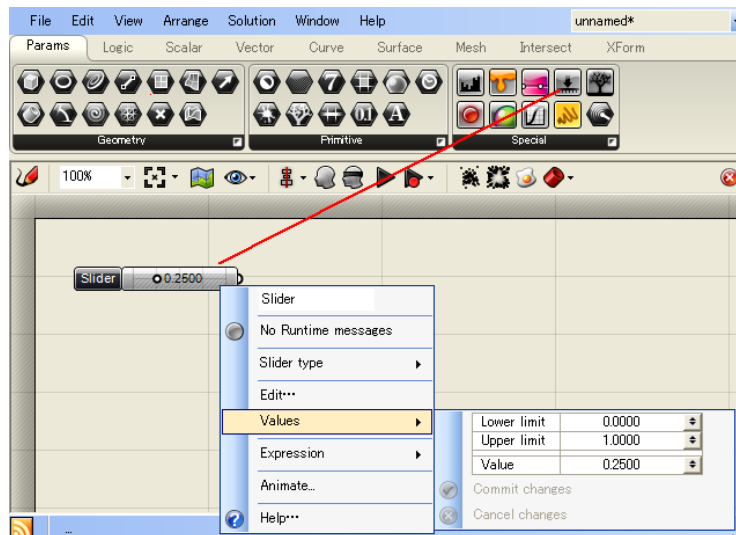 File Edit View Arrange Solution Window Help unnamed*
Params Logic Scalar Vector Curve Surface Mesh Intersect XForm
Geometry Primitive Special
100%
Slider 0.2500
Slider
No Runtime messages
Slider type
Edit···
Values
Lower limit 0.0000
Upper limit 1.0000
Value 0.2500
Commit changes
Cancel changes
Expression
Animate...
Help···
...